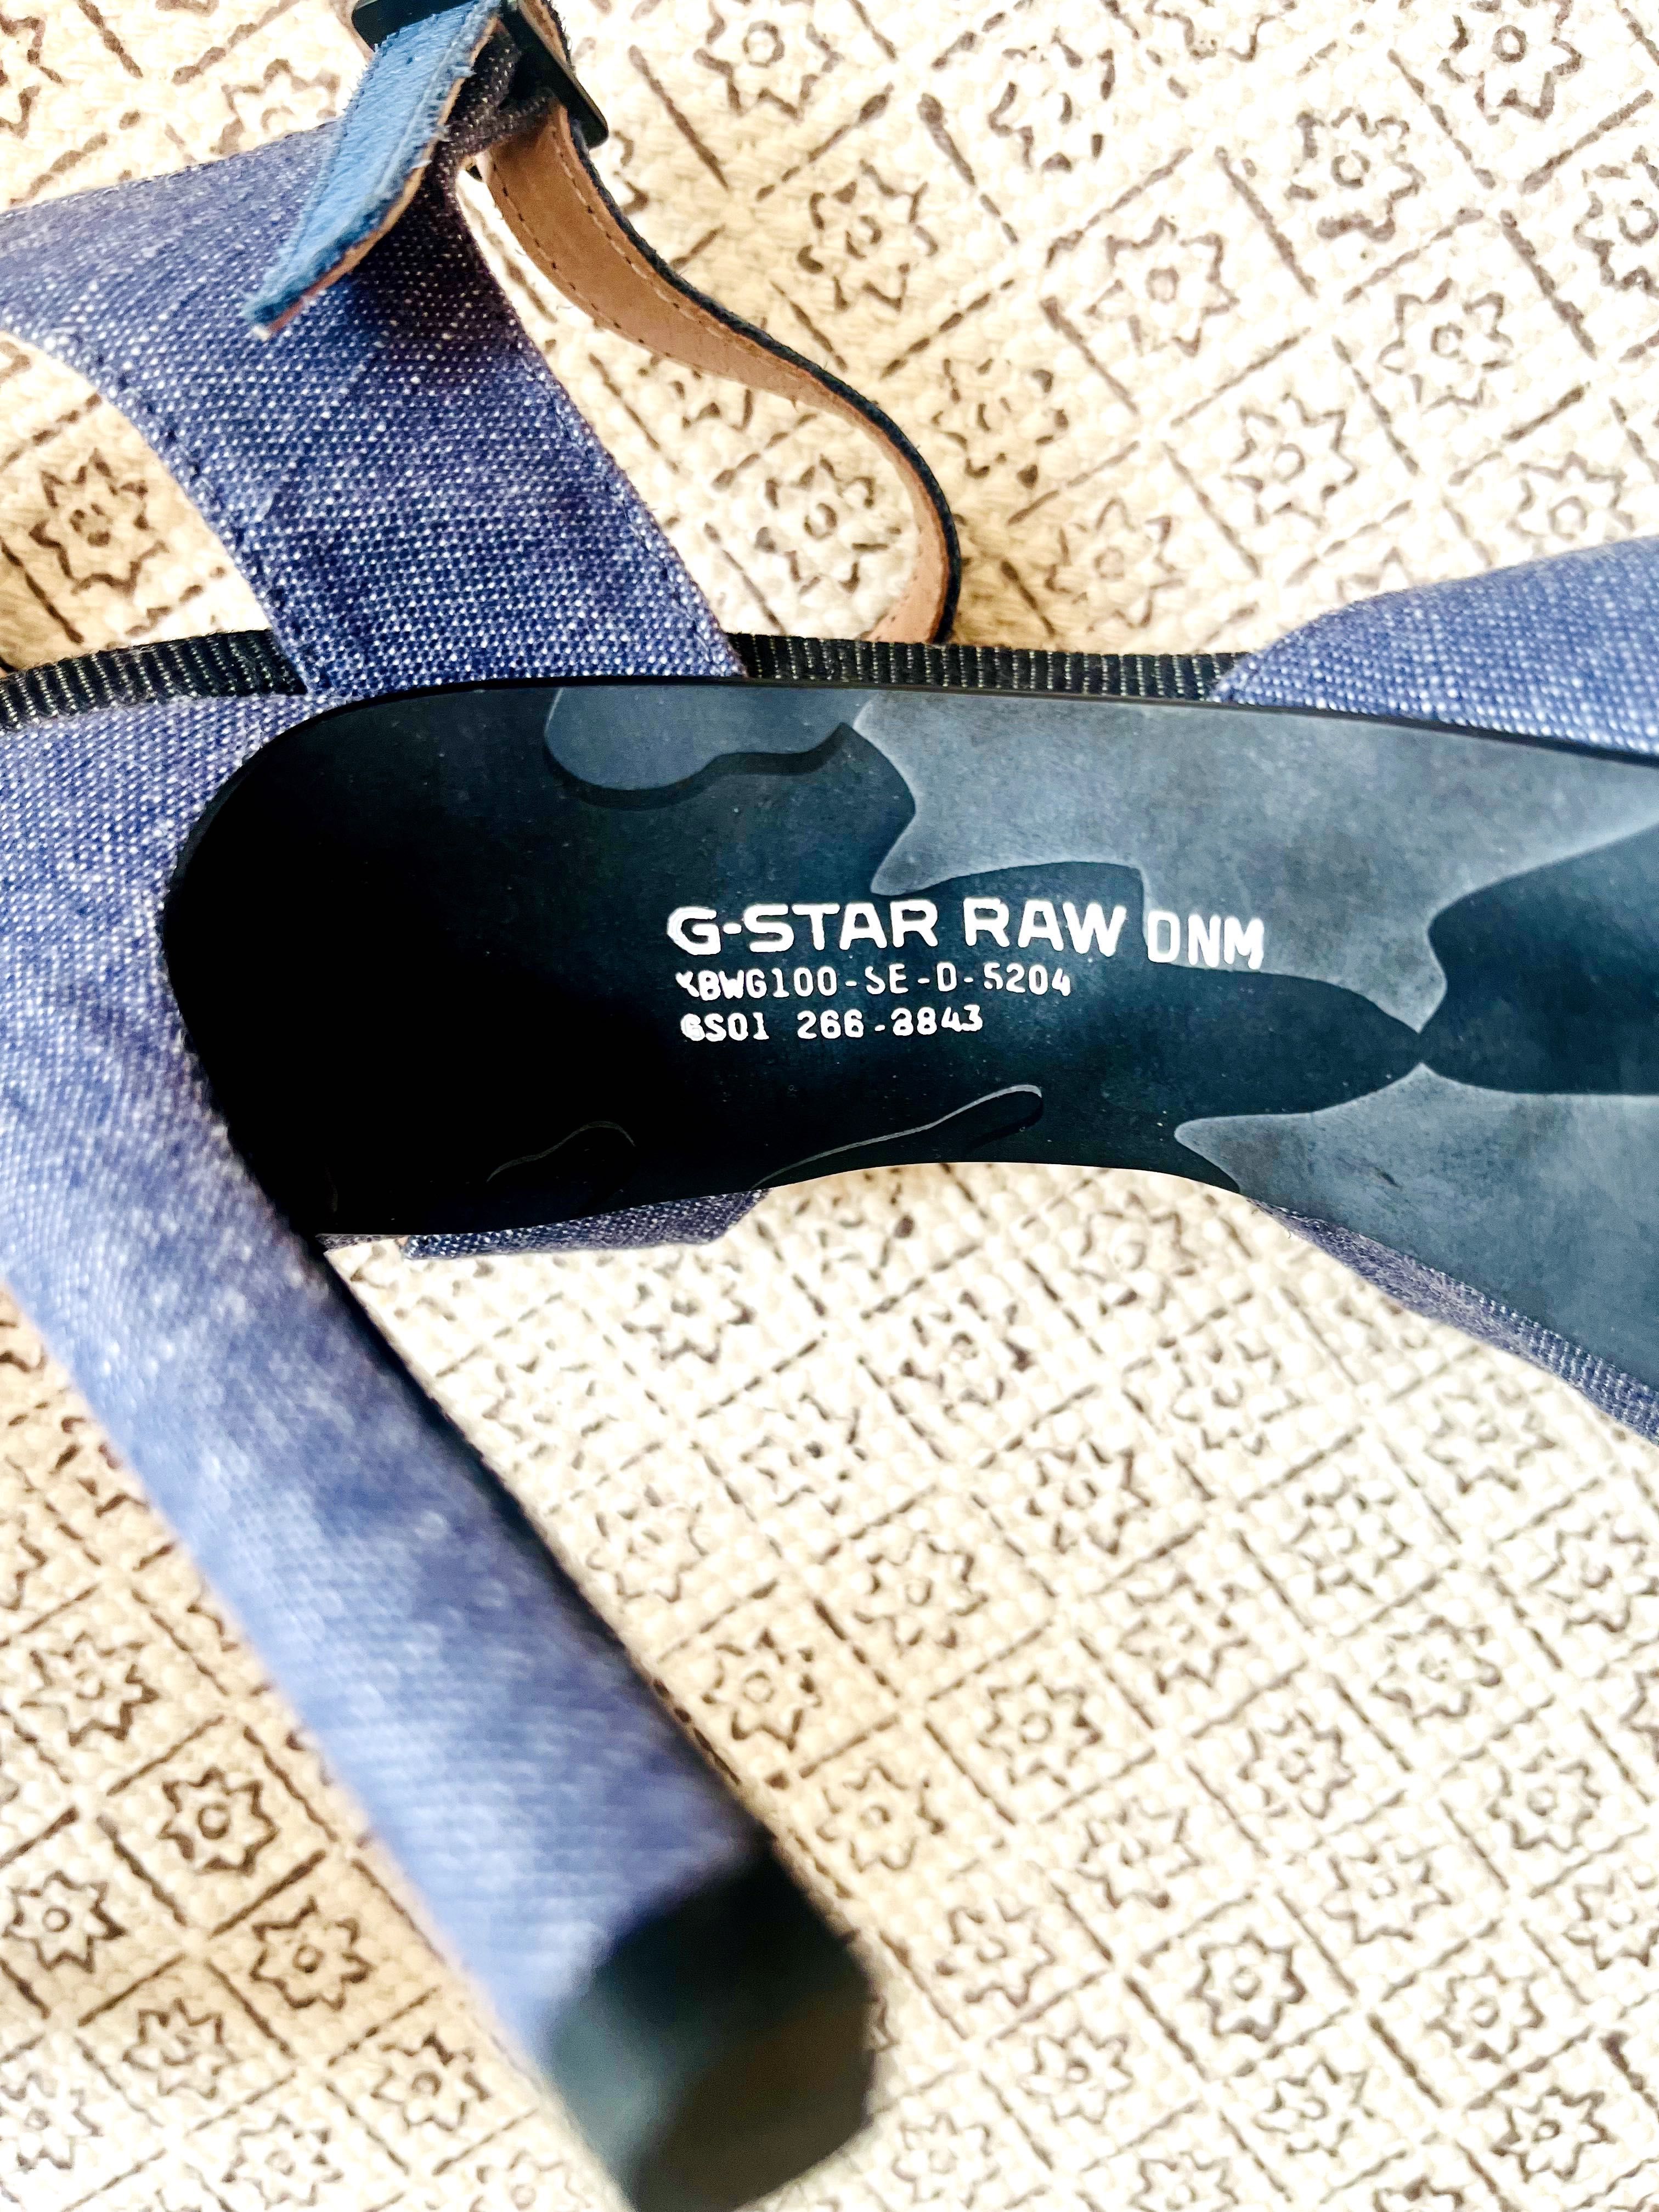 G-STAR RAW DNM
XBWG100-SE-D-5204
GS01 266-8843